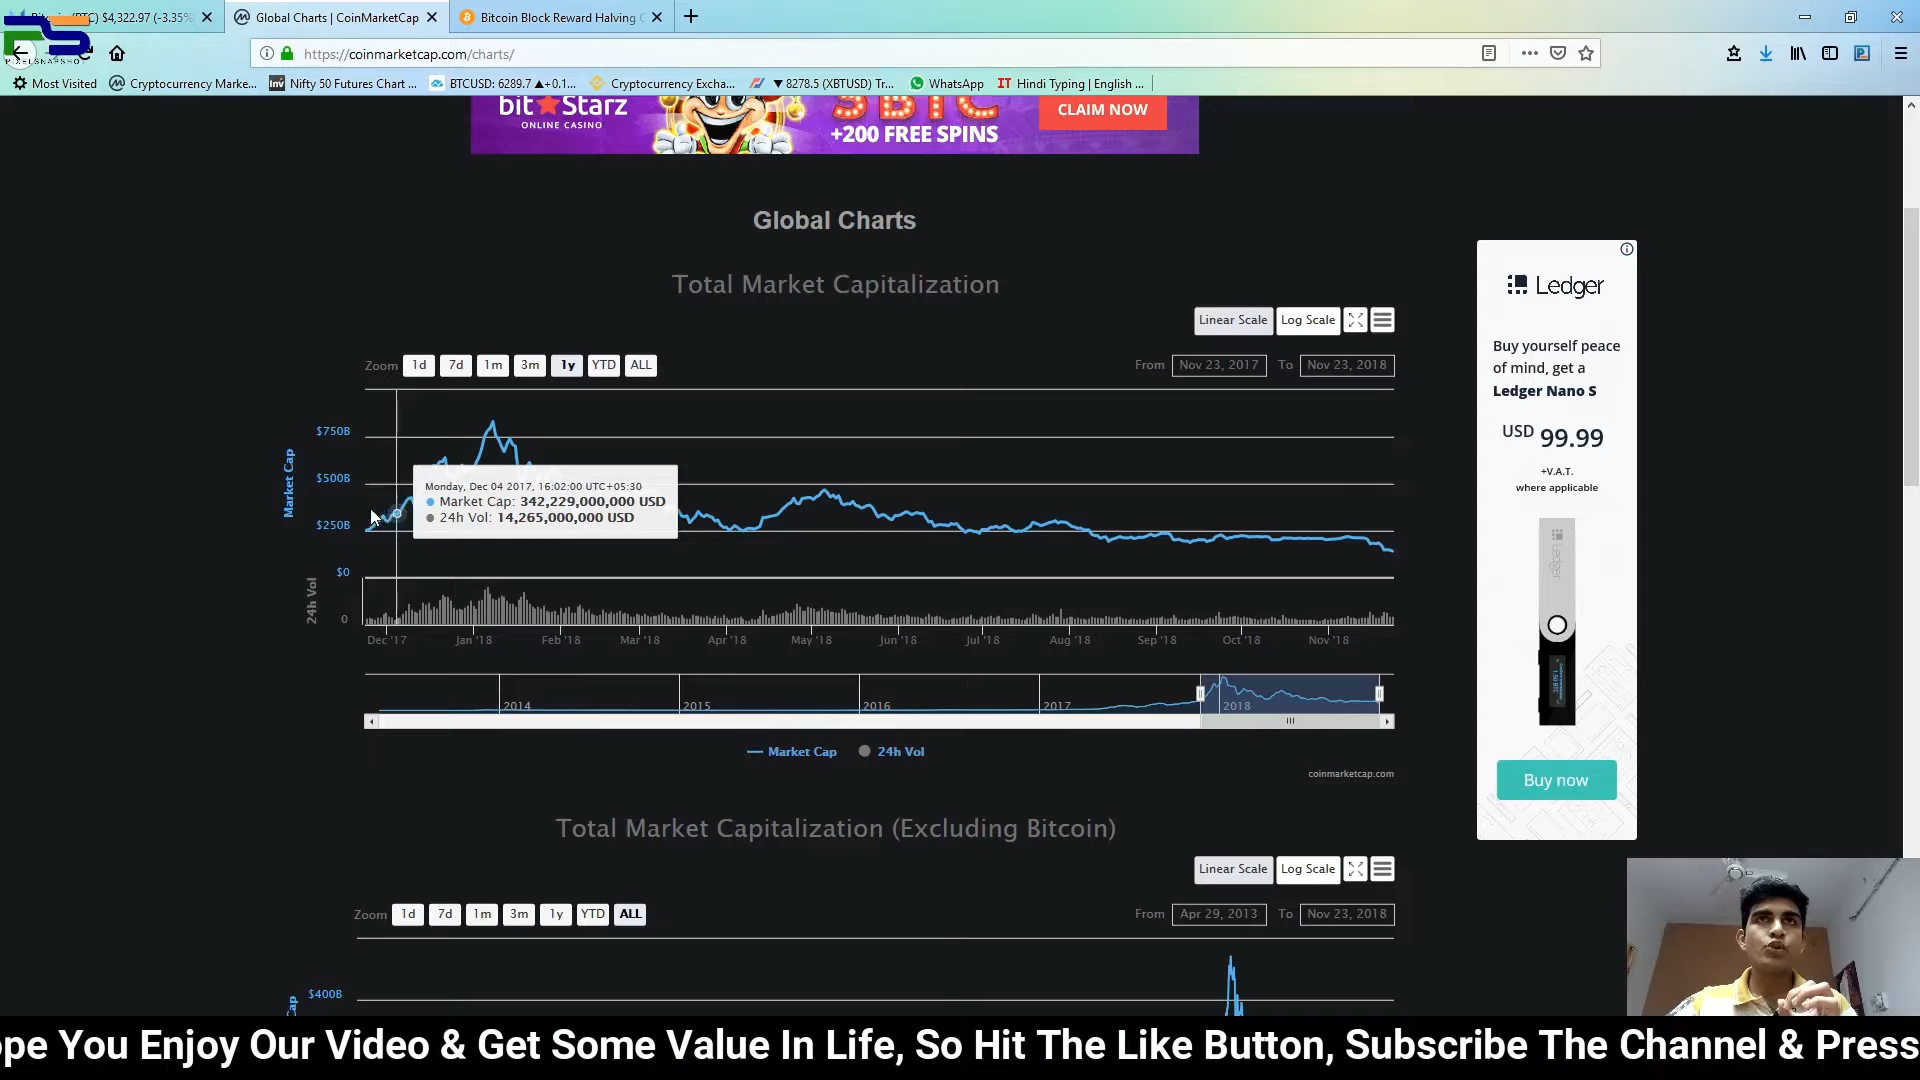 Bitcoin (BTC) $4,322.97 (-3.35%
Global Charts | CoinMarketCap
Bitcoin Block Reward Halving C
PIXELSNAPSHO
https://coinmarketcap.com/charts/
Most Visited
Cryptocurrency Marke...
Inv Nifty 50 Futures Chart ...
BTCUSD: 6289.7 ▲+0.1...
Cryptocurrency Excha...
▼ 8278.5 (XBTUSD) Tr...
WhatsApp
IT Hindi Typing | English ...
bit★Starz
ONLINE CASINO
5BTC
+200 FREE SPINS
CLAIM NOW
Global Charts
Total Market Capitalization
Linear Scale Log Scale
Zoom 1d 7d 1m 3m 1y YTD ALL
From Nov 23, 2017 To Nov 23, 2018
Market Cap
$750B
$500B
$250B
$0
Monday, Dec 04 2017, 16:02:00 UTC+05:30
Market Cap: 342,229,000,000 USD
24h Vol: 14,265,000,000 USD
24h Vol
0
Dec '17 Jan '18 Feb '18 Mar '18 Apr '18 May '18 Jun '18 Jul '18 Aug '18 Sep '18 Oct '18 Nov '18
2014 2015 2016 2017 2018
Market Cap 24h Vol
coinmarketcap.com
Total Market Capitalization (Excluding Bitcoin)
Linear Scale Log Scale
Zoom 1d 7d 1m 3m 1y YTD ALL
From Apr 29, 2013 To Nov 23, 2018
$400B
Cap
Ledger
Buy yourself peace
of mind, get a
Ledger Nano S
USD 99.99
+V.A.T.
where applicable
Buy now
ope You Enjoy Our Video & Get Some Value In Life, So Hit The Like Button, Subscribe The Channel & Press